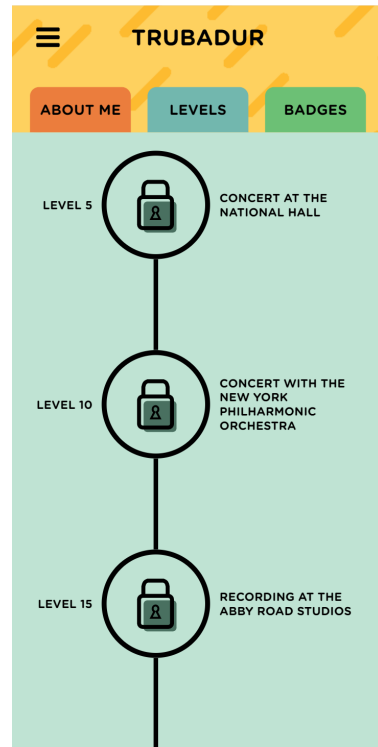 TRUBADUR
ABOUT ME
LEVELS
BADGES
LEVEL 5
CONCERT AT THE
NATIONAL HALL
LEVEL 10
CONCERT WITH THE
NEW YORK
PHILHARMONIC
ORCHESTRA
LEVEL 15
RECORDING AT THE
ABBY ROAD STUDIOS